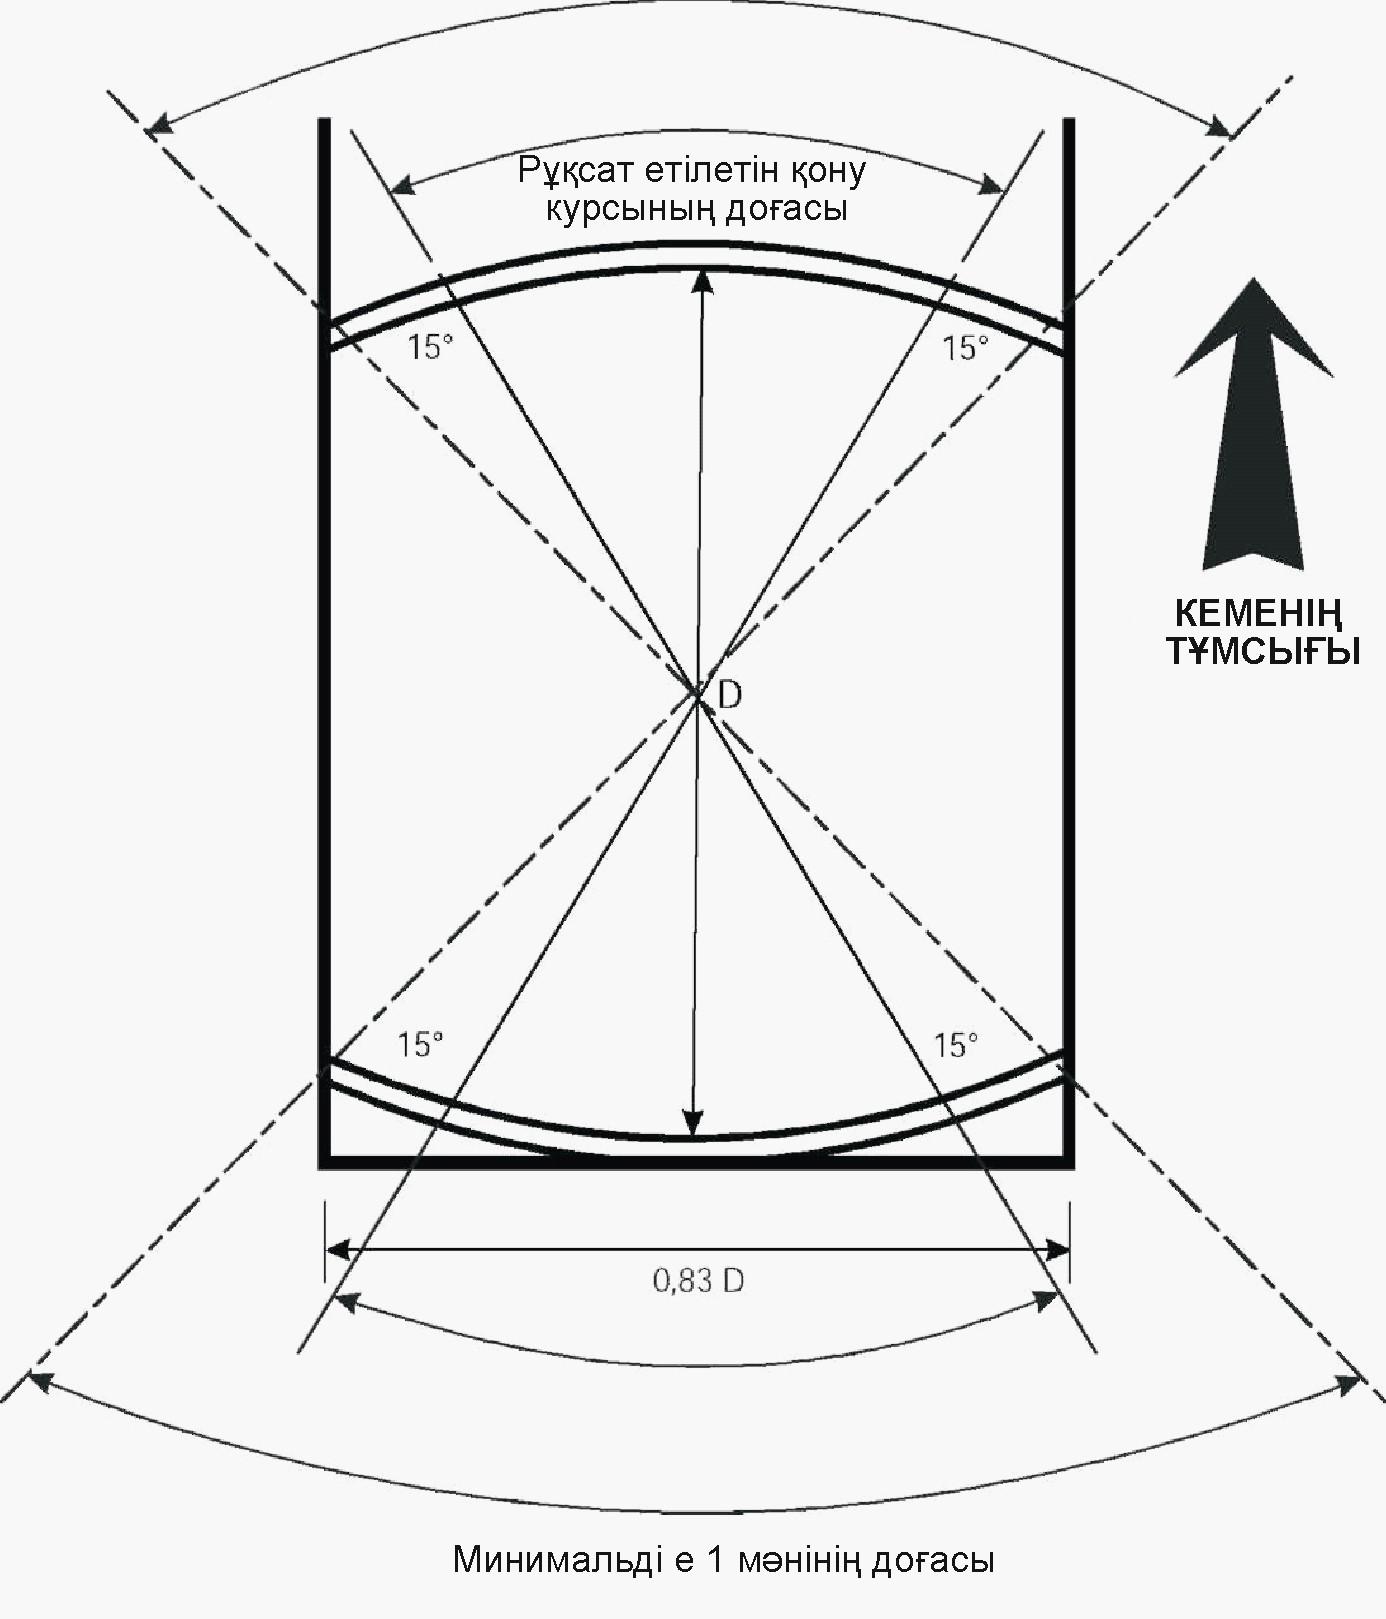 Рұқсат етілетін қону
курсының доғасы
15°
15°
КЕМЕНІҢ
ТҰМСЫҒЫ
D
15°
15°
0,83 D
Минимальді е 1 мәнінің доғасы